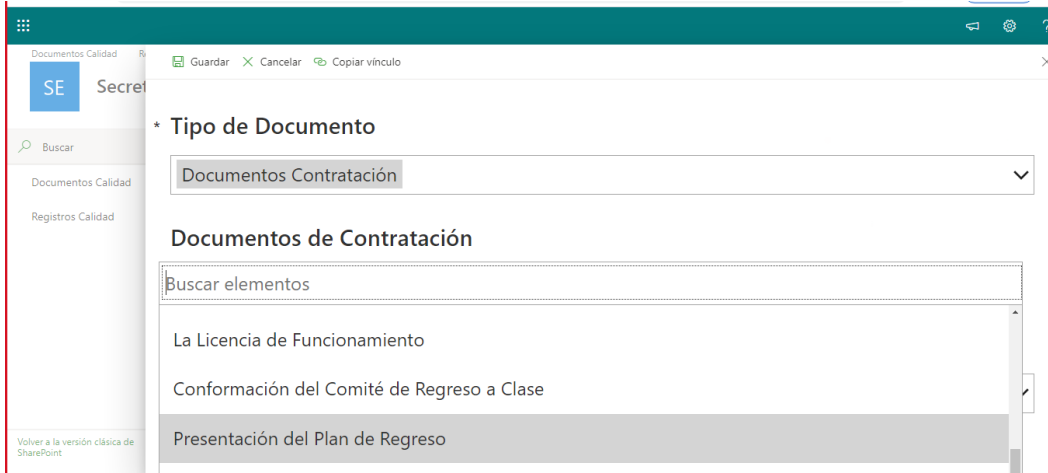 Documentos Calidad
SE
Secret
Buscar
Documentos Calidad
Registros Calidad
Volver a la versión clásica de
SharePoint
Guardar Cancelar Copiar vínculo
* Tipo de Documento
Documentos Contratación
Documentos de Contratación
Buscar elementos
La Licencia de Funcionamiento
Conformación del Comité de Regreso a Clase
Presentación del Plan de Regreso